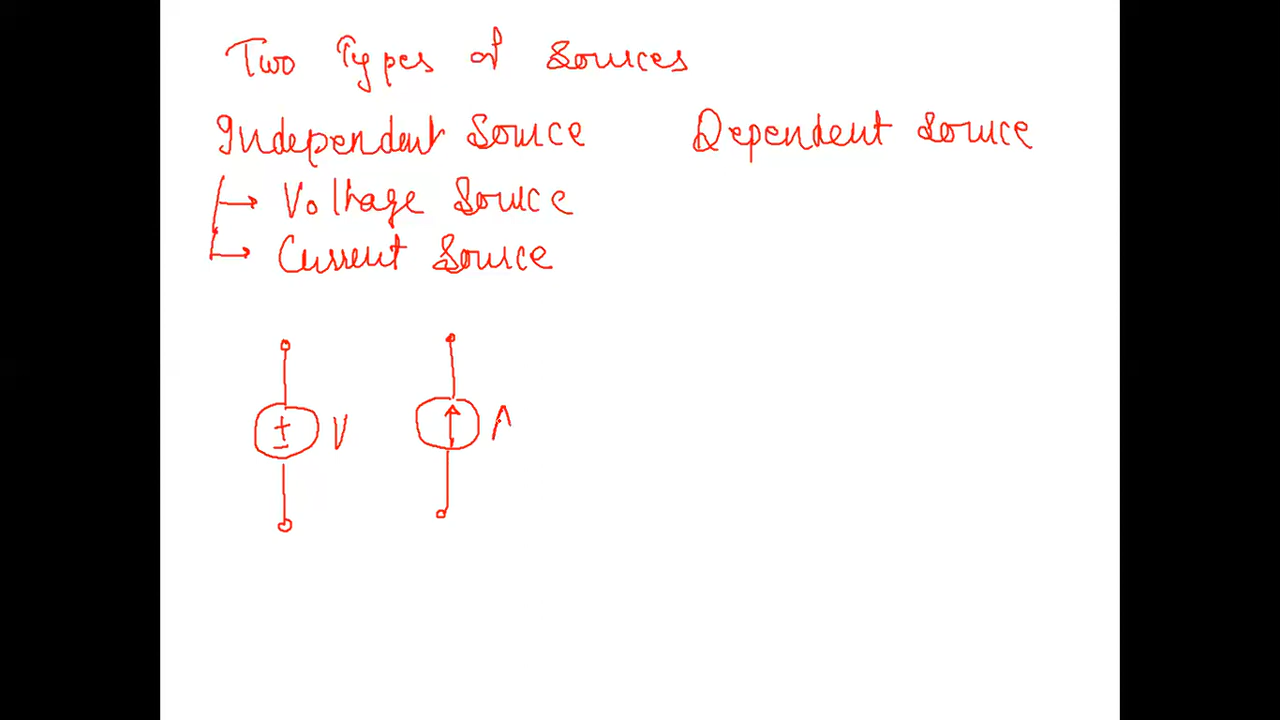 Two Types of Sources
Independent Source Dependent Source
→ Voltage Source
→ Current Source
± V ↑ A